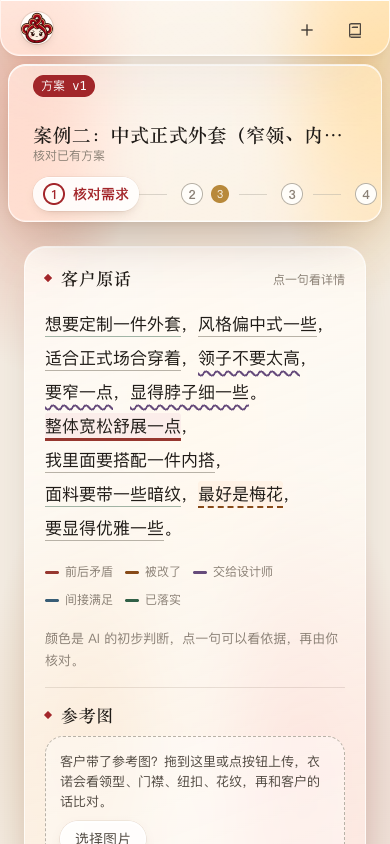 方案 v1
案例二：中式正式外套（窄领、内…
核对已有方案
1 核对需求 2 3 3 4
客户原话 点一句看详情
想要定制一件外套，风格偏中式一些，
适合正式场合穿着，领子不要太高，
要窄一点，显得脖子细一些。
整体宽松舒展一点，
我里面要搭配一件内搭，
面料要带一些暗纹，最好是梅花，
要显得优雅一些。
前后矛盾 被改了 交给设计师
间接满足 已落实
颜色是 AI 的初步判断，点一句可以看依据，再由你
核对。
参考图
客户带了参考图？拖到这里或点按钮上传，衣
诺会看领型、门襟、纽扣、花纹，再和客户的
话比对。
选择图片